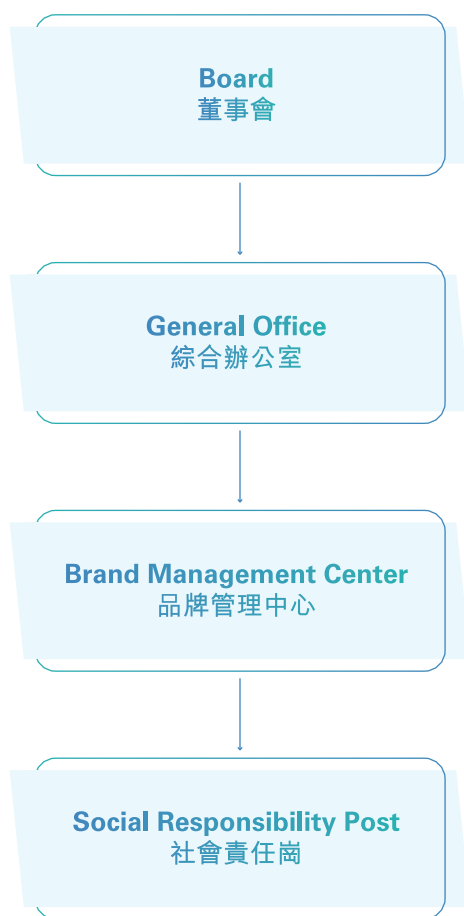 Board
董事會
General Office
綜合辦公室
Brand Management Center
品牌管理中心
Social Responsibility Post
社會責任崗